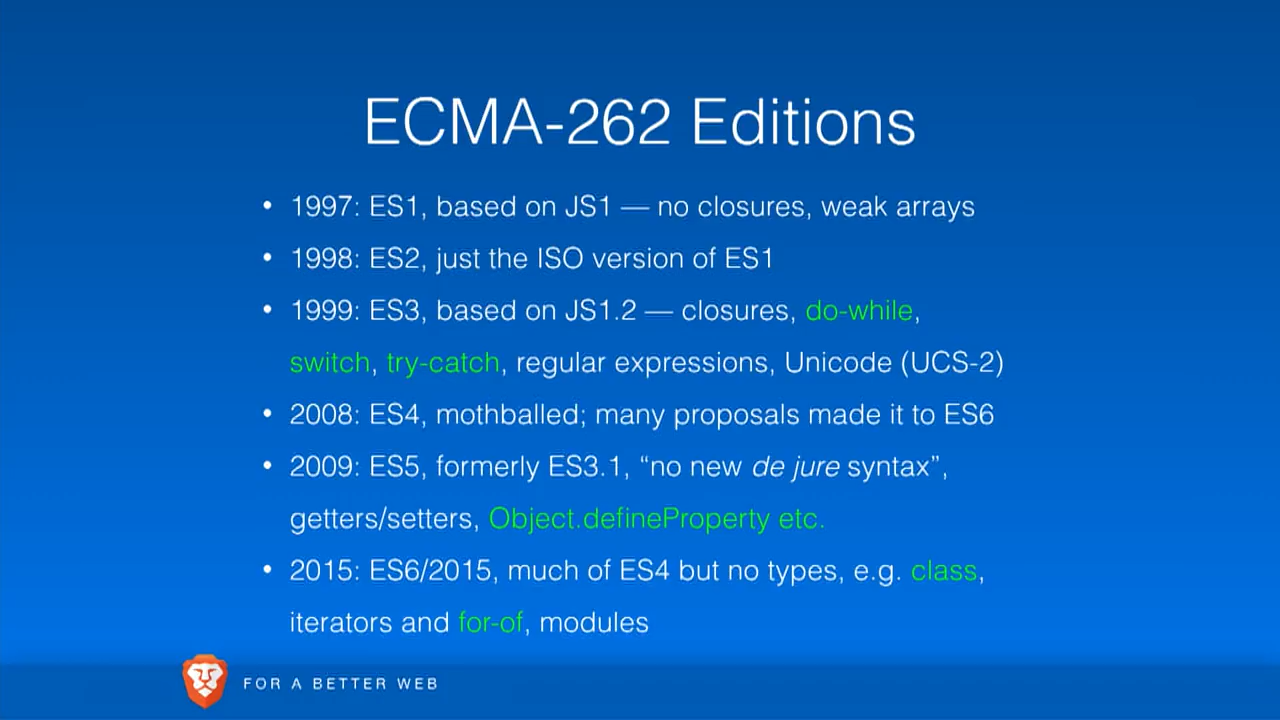 ECMA-262 Editions
• 1997: ES1, based on JS1 — no closures, weak arrays
• 1998: ES2, just the ISO version of ES1
• 1999: ES3, based on JS1.2 — closures, do-while,
switch, try-catch, regular expressions, Unicode (UCS-2)
• 2008: ES4, mothballed; many proposals made it to ES6
• 2009: ES5, formerly ES3.1, “no new de jure syntax”,
getters/setters, Object.defineProperty etc.
• 2015: ES6/2015, much of ES4 but no types, e.g. class,
iterators and for-of, modules
FOR A BETTER WEB